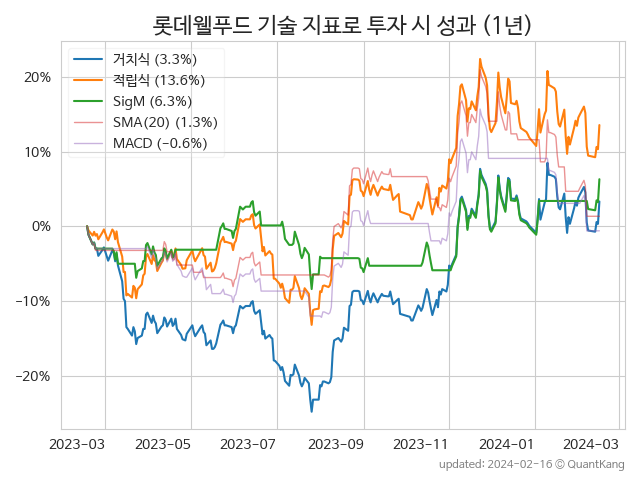 롯데웰푸드 기술 지표로 투자 시 성과 (1년)
거치식 (3.3%)
적립식 (13.6%)
SigM (6.3%)
SMA(20) (1.3%)
MACD (−0.6%)
20%
10%
0%
−10%
−20%
2023−03 2023−05 2023−07 2023−09 2023−11 2024−01 2024−03
updated: 2024−02−16 © QuantKang